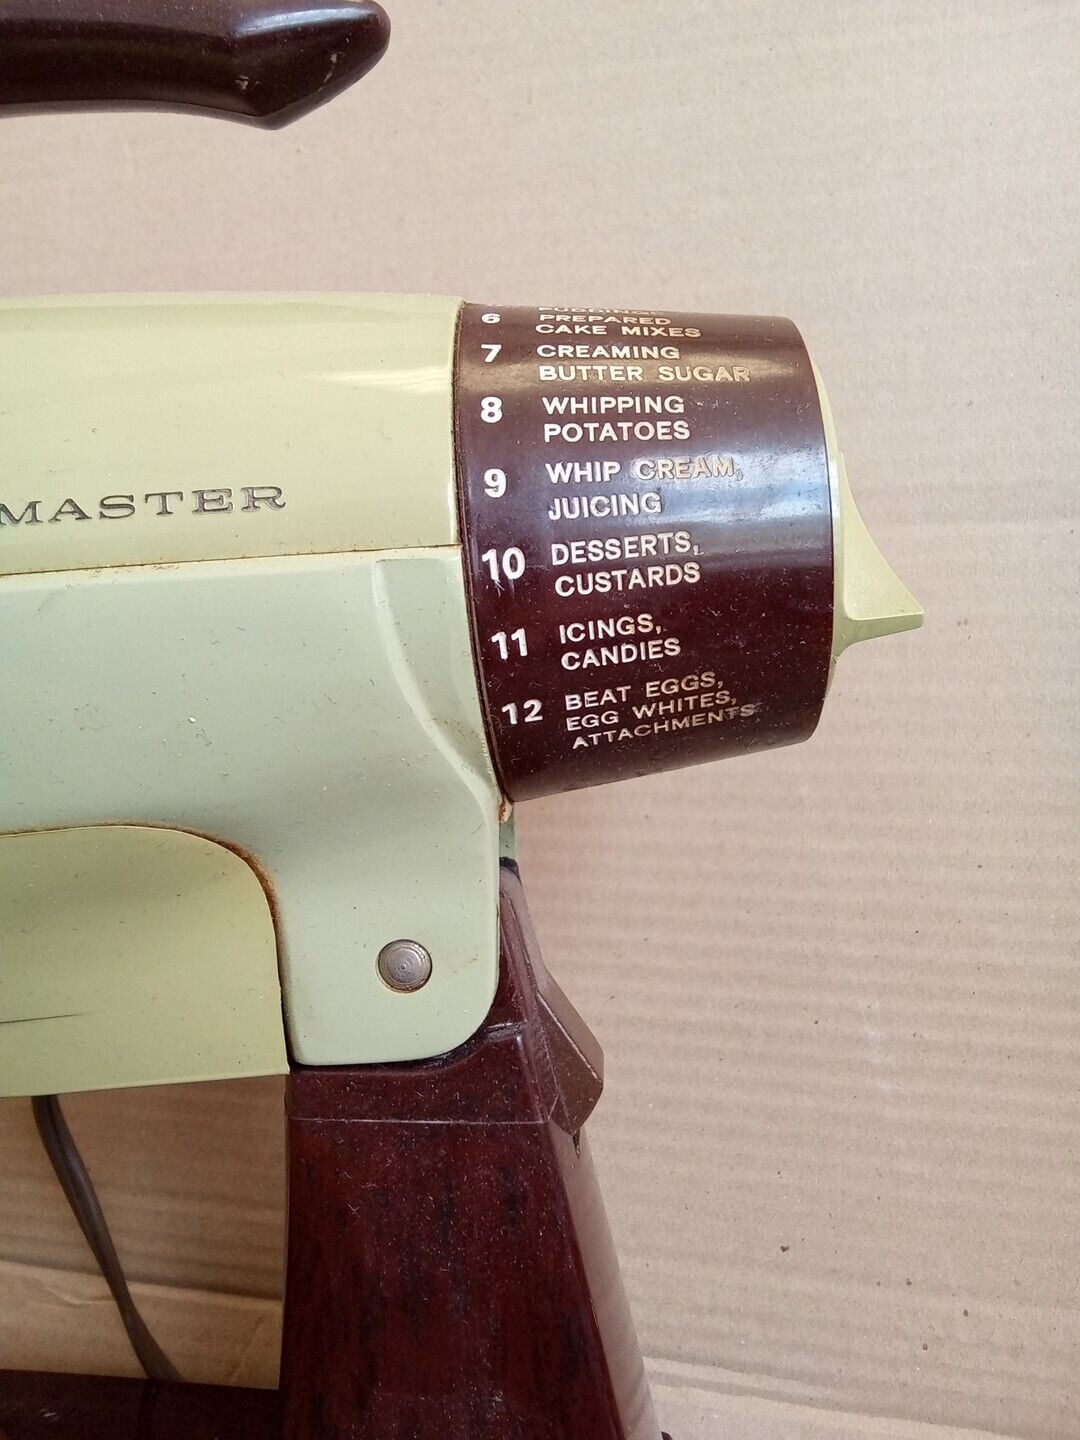 PUDDINGS
6 PREPARED
CAKE MIXES
7 CREAMING
BUTTER SUGAR
8 WHIPPING
POTATOES
9 WHIP CREAM,
JUICING
10 DESSERTS,
CUSTARDS
11 ICINGS,
CANDIES
12 BEAT EGGS,
EGG WHITES,
ATTACHMENTS
MASTER